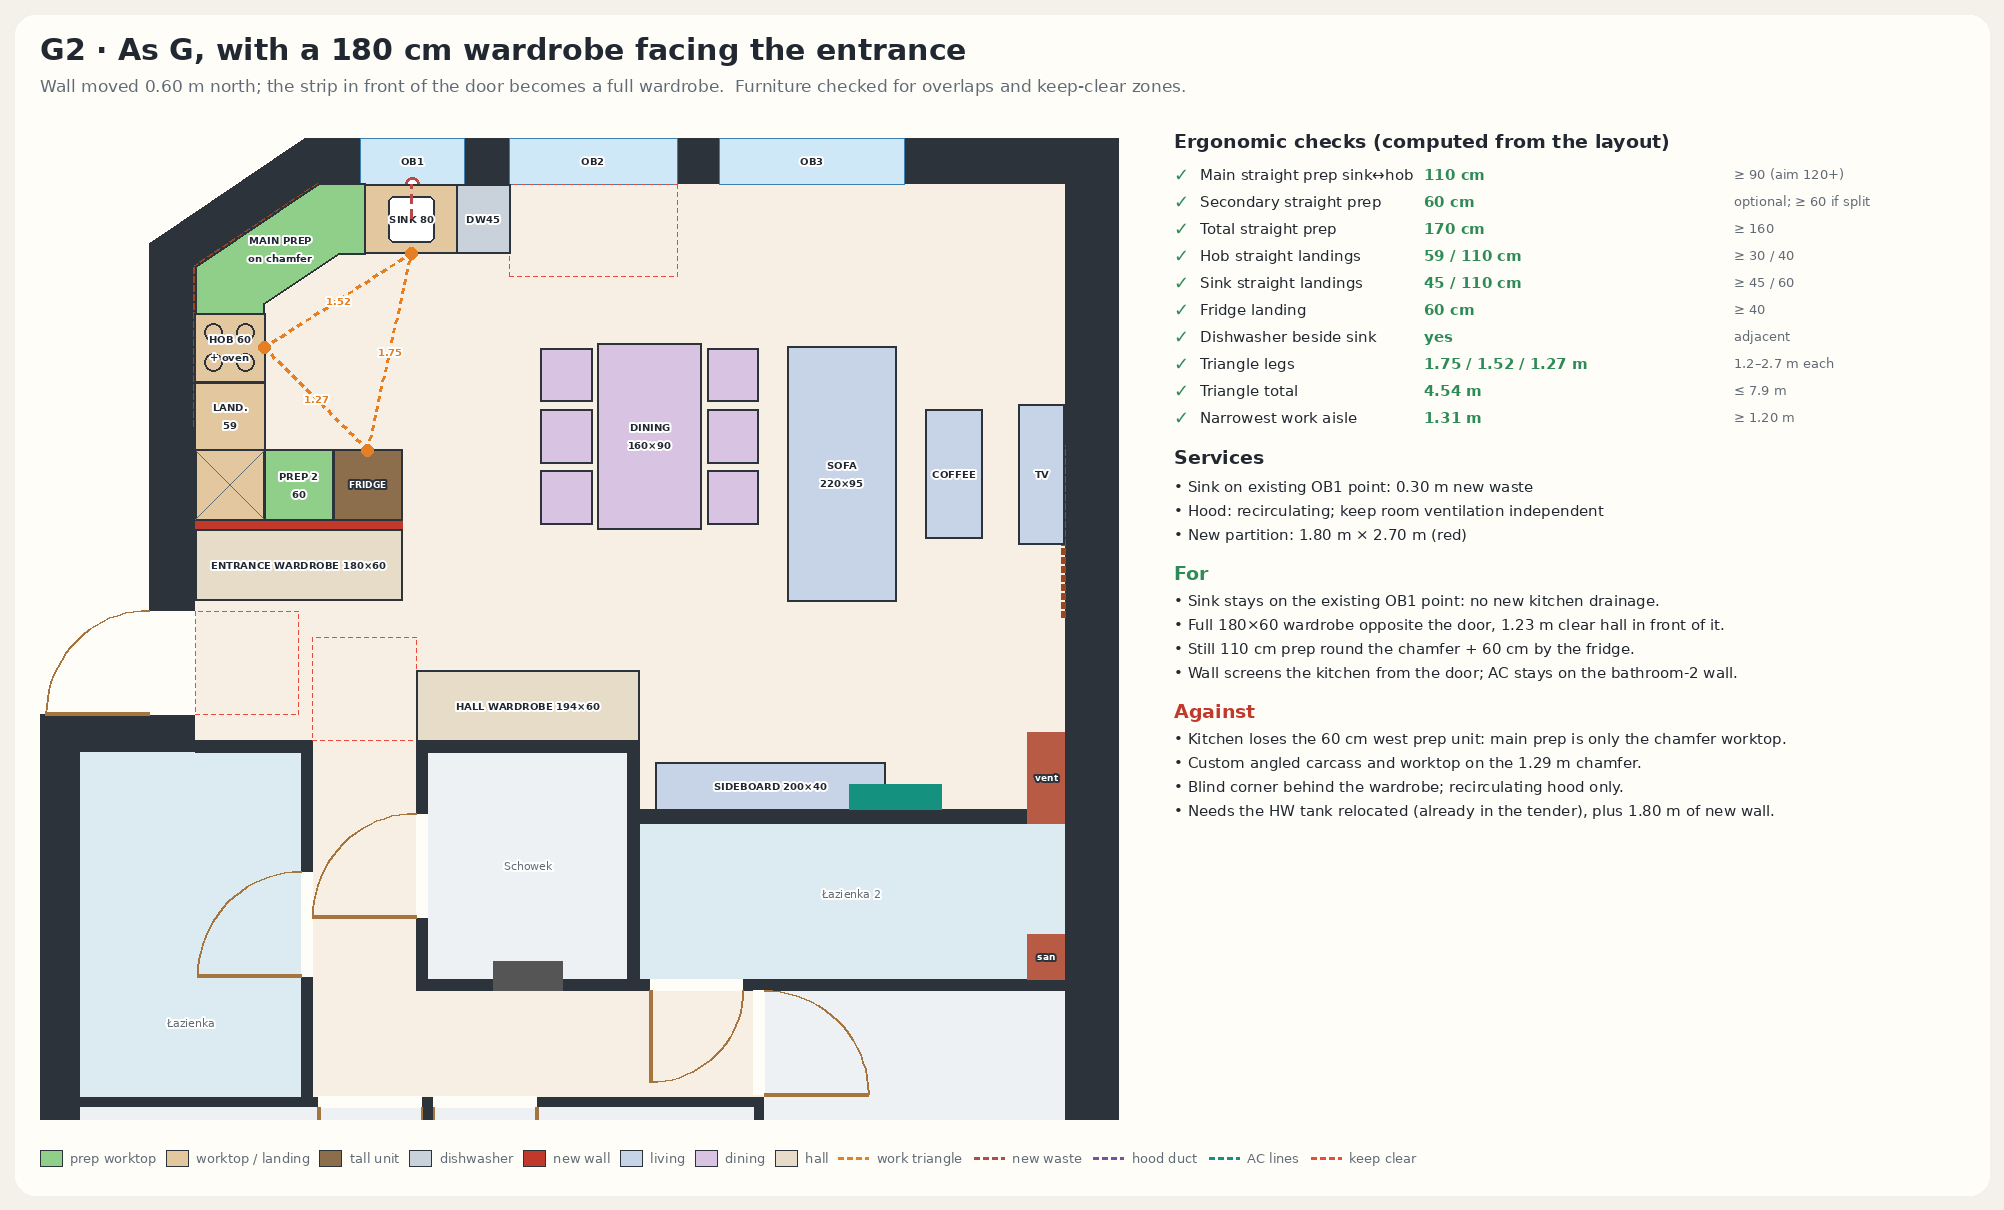 G2 · As G, with a 180 cm wardrobe facing the entrance
Wall moved 0.60 m north; the strip in front of the door becomes a full wardrobe.  Furniture checked for overlaps and keep-clear zones.
OB1
OB2
OB3
SINK 80
DW45
MAIN PREP
on chamfer
1.52
1.75
HOB 60
+ oven
1.27
LAND.
59
PREP 2
60
FRIDGE
ENTRANCE WARDROBE 180×60
DINING
160×90
SOFA
220×95
COFFEE
TV
HALL WARDROBE 194×60
SIDEBOARD 200×40
vent
Schowek
Łazienka 2
san
Łazienka
Ergonomic checks (computed from the layout)
✓ Main straight prep sink↔hob 110 cm ≥ 90 (aim 120+)
✓ Secondary straight prep 60 cm optional; ≥ 60 if split
✓ Total straight prep 170 cm ≥ 160
✓ Hob straight landings 59 / 110 cm ≥ 30 / 40
✓ Sink straight landings 45 / 110 cm ≥ 45 / 60
✓ Fridge landing 60 cm ≥ 40
✓ Dishwasher beside sink yes adjacent
✓ Triangle legs 1.75 / 1.52 / 1.27 m 1.2–2.7 m each
✓ Triangle total 4.54 m ≤ 7.9 m
✓ Narrowest work aisle 1.31 m ≥ 1.20 m
Services
• Sink on existing OB1 point: 0.30 m new waste
• Hood: recirculating; keep room ventilation independent
• New partition: 1.80 m × 2.70 m (red)
For
• Sink stays on the existing OB1 point: no new kitchen drainage.
• Full 180×60 wardrobe opposite the door, 1.23 m clear hall in front of it.
• Still 110 cm prep round the chamfer + 60 cm by the fridge.
• Wall screens the kitchen from the door; AC stays on the bathroom-2 wall.
Against
• Kitchen loses the 60 cm west prep unit: main prep is only the chamfer worktop.
• Custom angled carcass and worktop on the 1.29 m chamfer.
• Blind corner behind the wardrobe; recirculating hood only.
• Needs the HW tank relocated (already in the tender), plus 1.80 m of new wall.
prep worktop
worktop / landing
tall unit
dishwasher
new wall
living
dining
hall
work triangle
new waste
hood duct
AC lines
keep clear